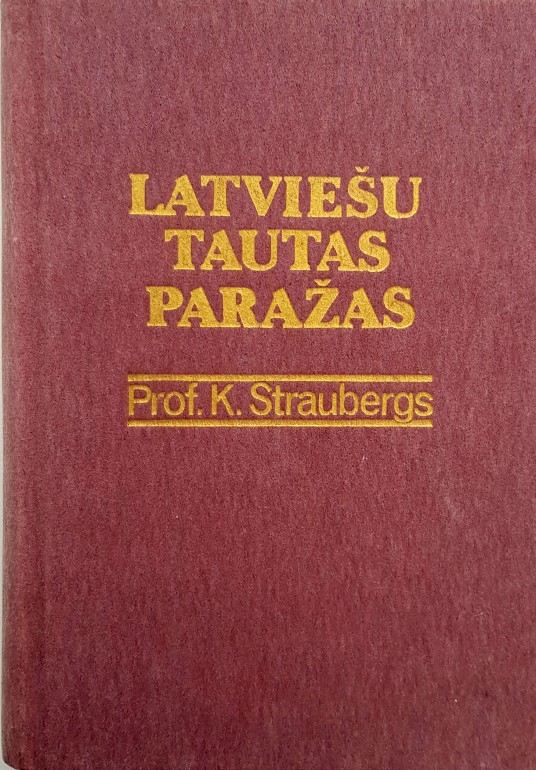 LATVIEŠU
TAUTAS
PARAŽAS
Prof. K. Straubergs